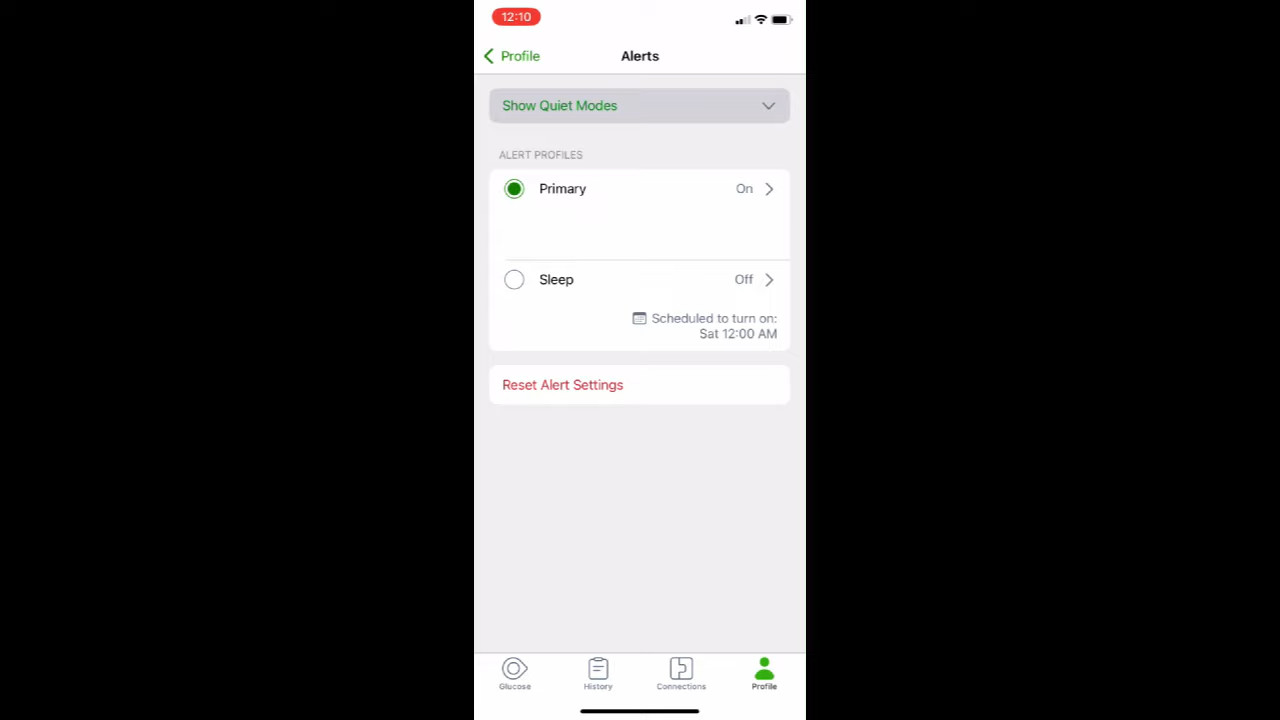 12:10
Profile
Alerts
Show Quiet Modes
ALERT PROFILES
Primary
On
Sleep
Off
Scheduled to turn on:
Sat 12:00 AM
Reset Alert Settings
Glucose
History
Connections
Profile